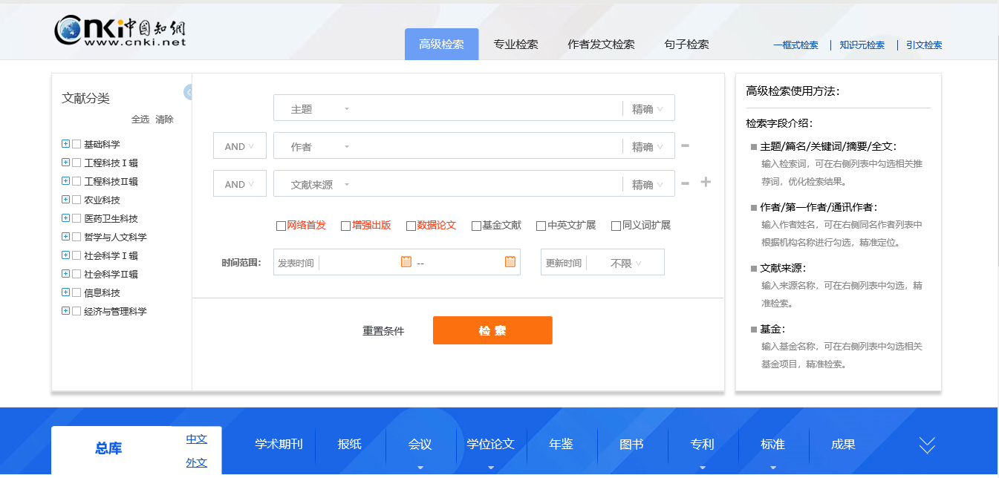 CNKi中国知网
www.cnki.net
高级检索
专业检索
作者发文检索
句子检索
一框式检索
知识元检索
引文检索
文献分类
全选 清除
基础科学
工程科技Ⅰ辑
工程科技Ⅱ辑
农业科技
医药卫生科技
哲学与人文科学
社会科学Ⅰ辑
社会科学Ⅱ辑
信息科技
经济与管理科学
主题 精确
AND 作者 精确
AND 文献来源 精确
网络首发 增强出版 数据论文 基金文献 中英文扩展 同义词扩展
时间范围: 发表时间 -- 更新时间 不限
重置条件 检索
高级检索使用方法:
检索字段介绍:
主题/篇名/关键词/摘要/全文:
输入检索词，可在右侧列表中勾选相关推
荐词，优化检索结果。
作者/第一作者/通讯作者:
输入作者姓名，可在右侧同名作者列表中
根据机构名称进行勾选，精准定位。
文献来源:
输入来源名称，可在右侧列表中勾选，精
准检索。
基金:
输入基金名称，可在右侧列表中勾选相关
基金项目，精准检索。
总库
中文
外文
学术期刊
报纸
会议
学位论文
年鉴
图书
专利
标准
成果